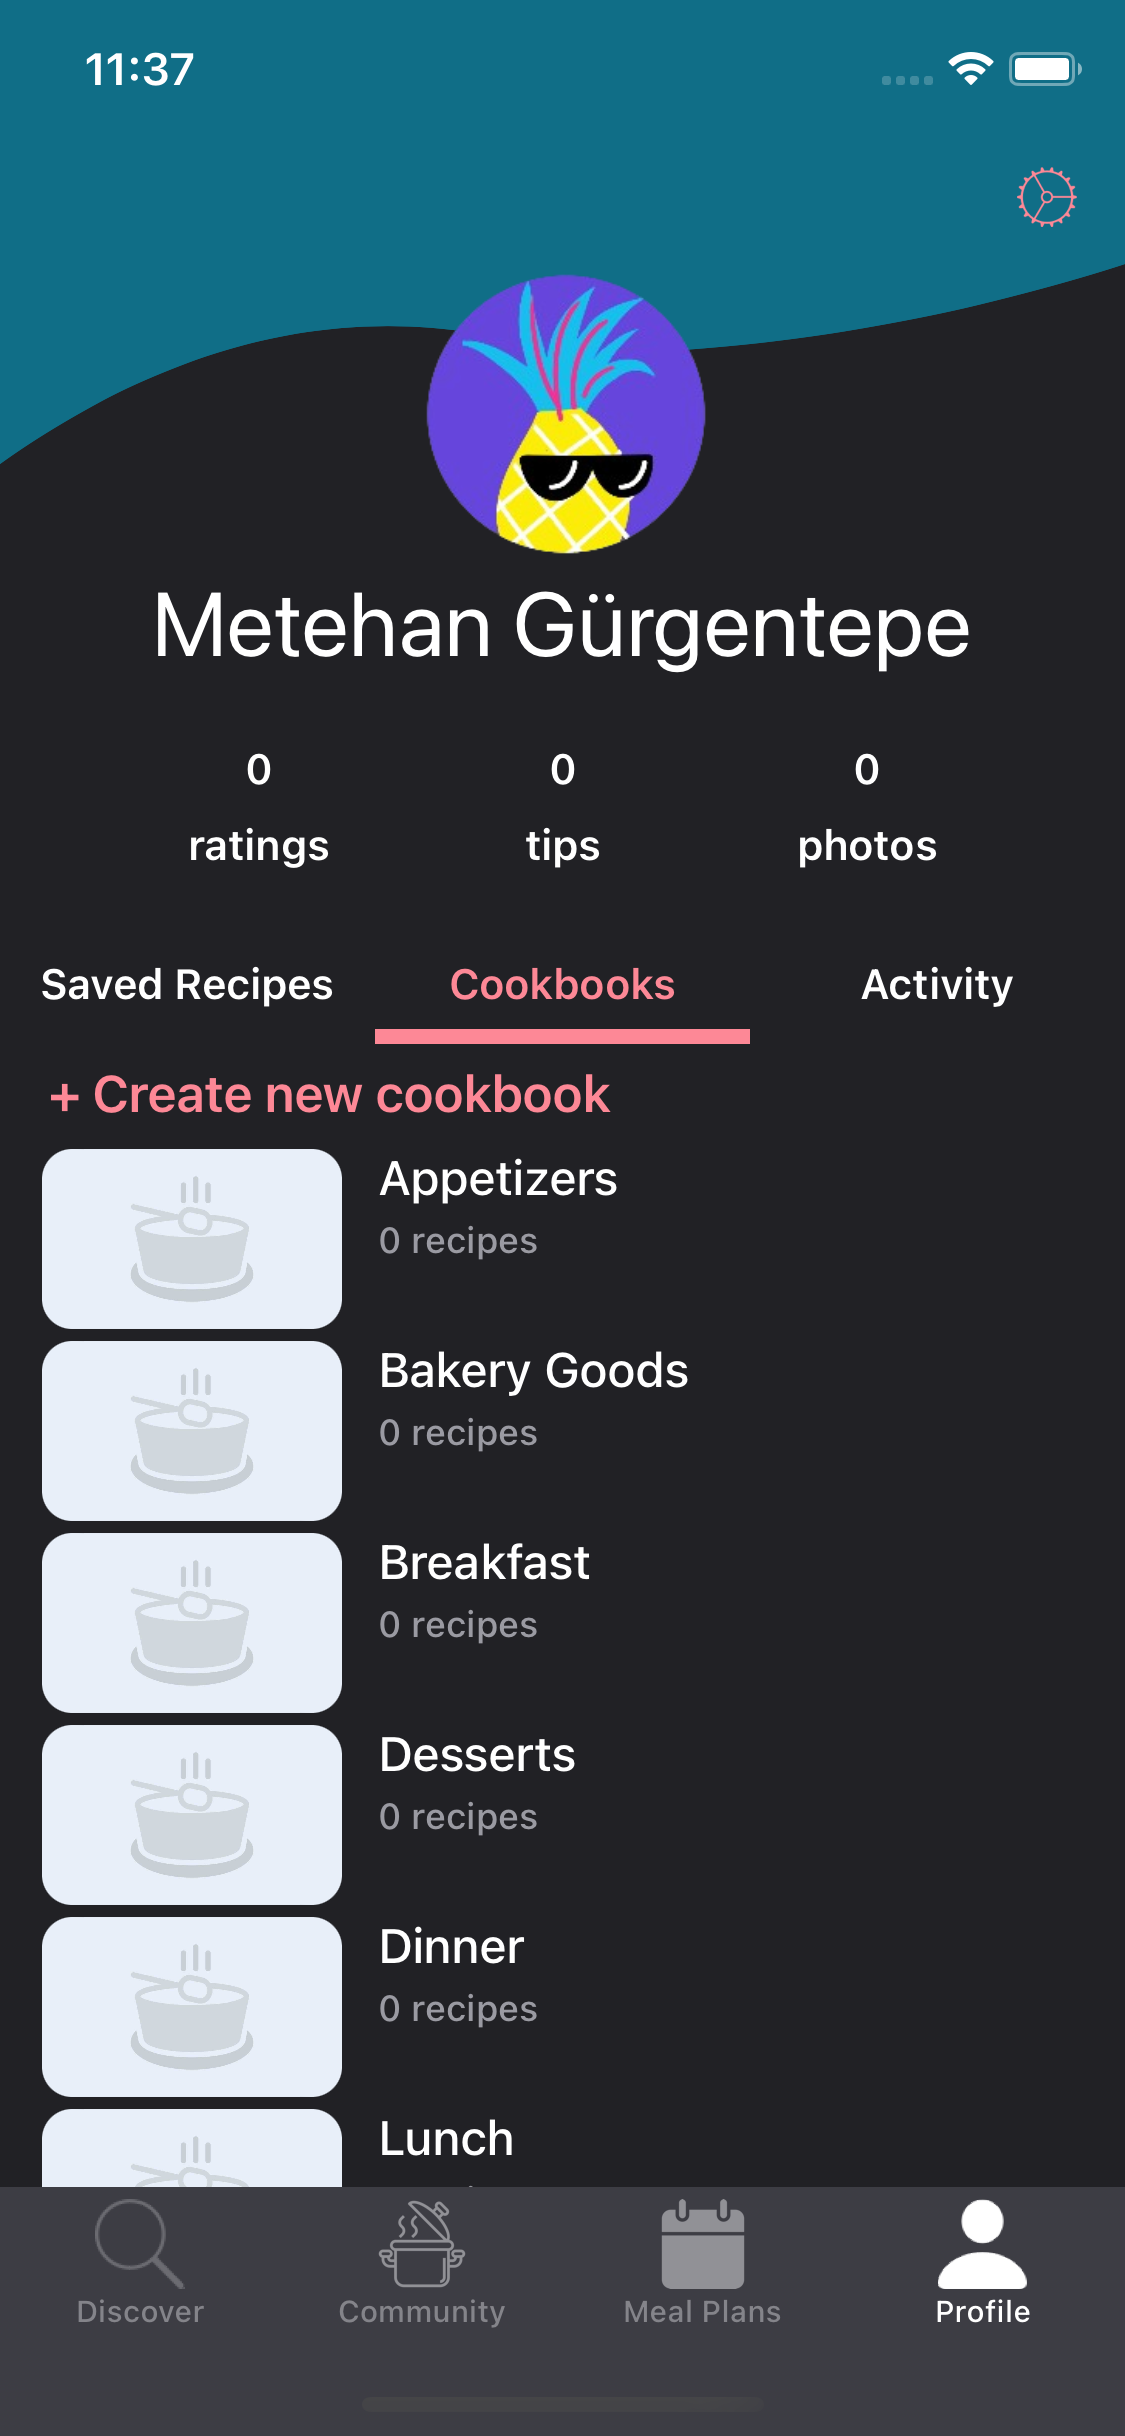 11:37
Metehan Gürgentepe
0 0 0
ratings tips photos
Saved Recipes Cookbooks Activity
+ Create new cookbook
Appetizers
0 recipes
Bakery Goods
0 recipes
Breakfast
0 recipes
Desserts
0 recipes
Dinner
0 recipes
Lunch
Discover Community Meal Plans Profile